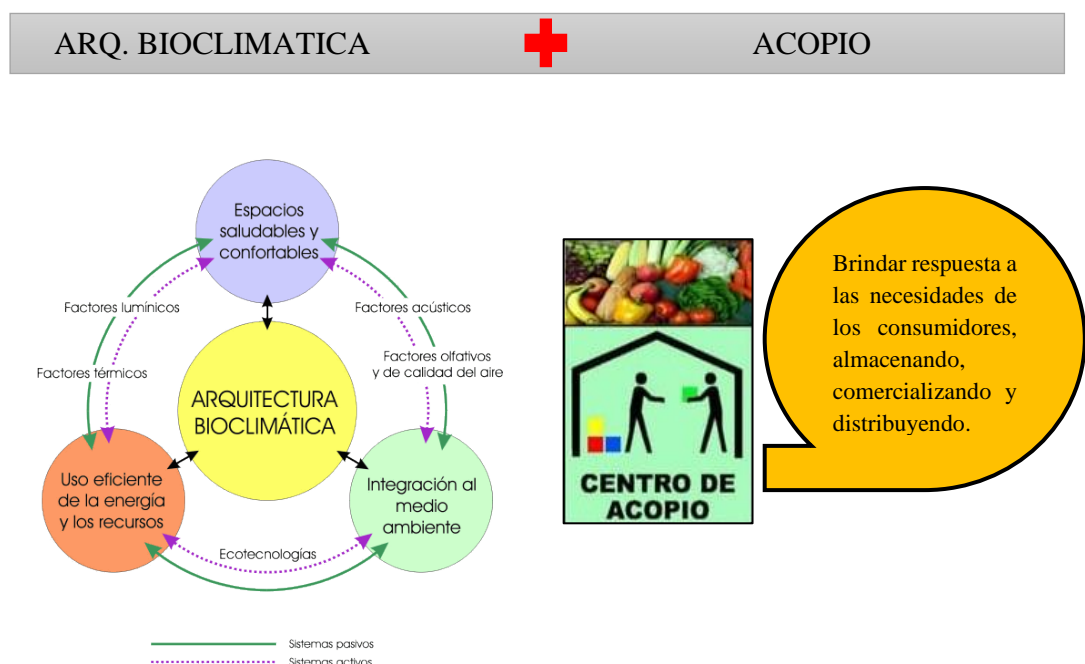 ARQ. BIOCLIMATICA
ACOPIO
Espacios
saludables y
confortables
Factores lumínicos
Factores acústicos
Factores térmicos
Factores olfativos
y de calidad del aire
ARQUITECTURA
BIOCLIMÁTICA
Uso eficiente
de la energía
y los recursos
Integración al
medio
ambiente
Ecotecnologías
Sistemas pasivos
Sistemas activos
CENTRO DE
ACOPIO
Brindar respuesta a
las necesidades de
los consumidores,
almacenando,
comercializando y
distribuyendo.